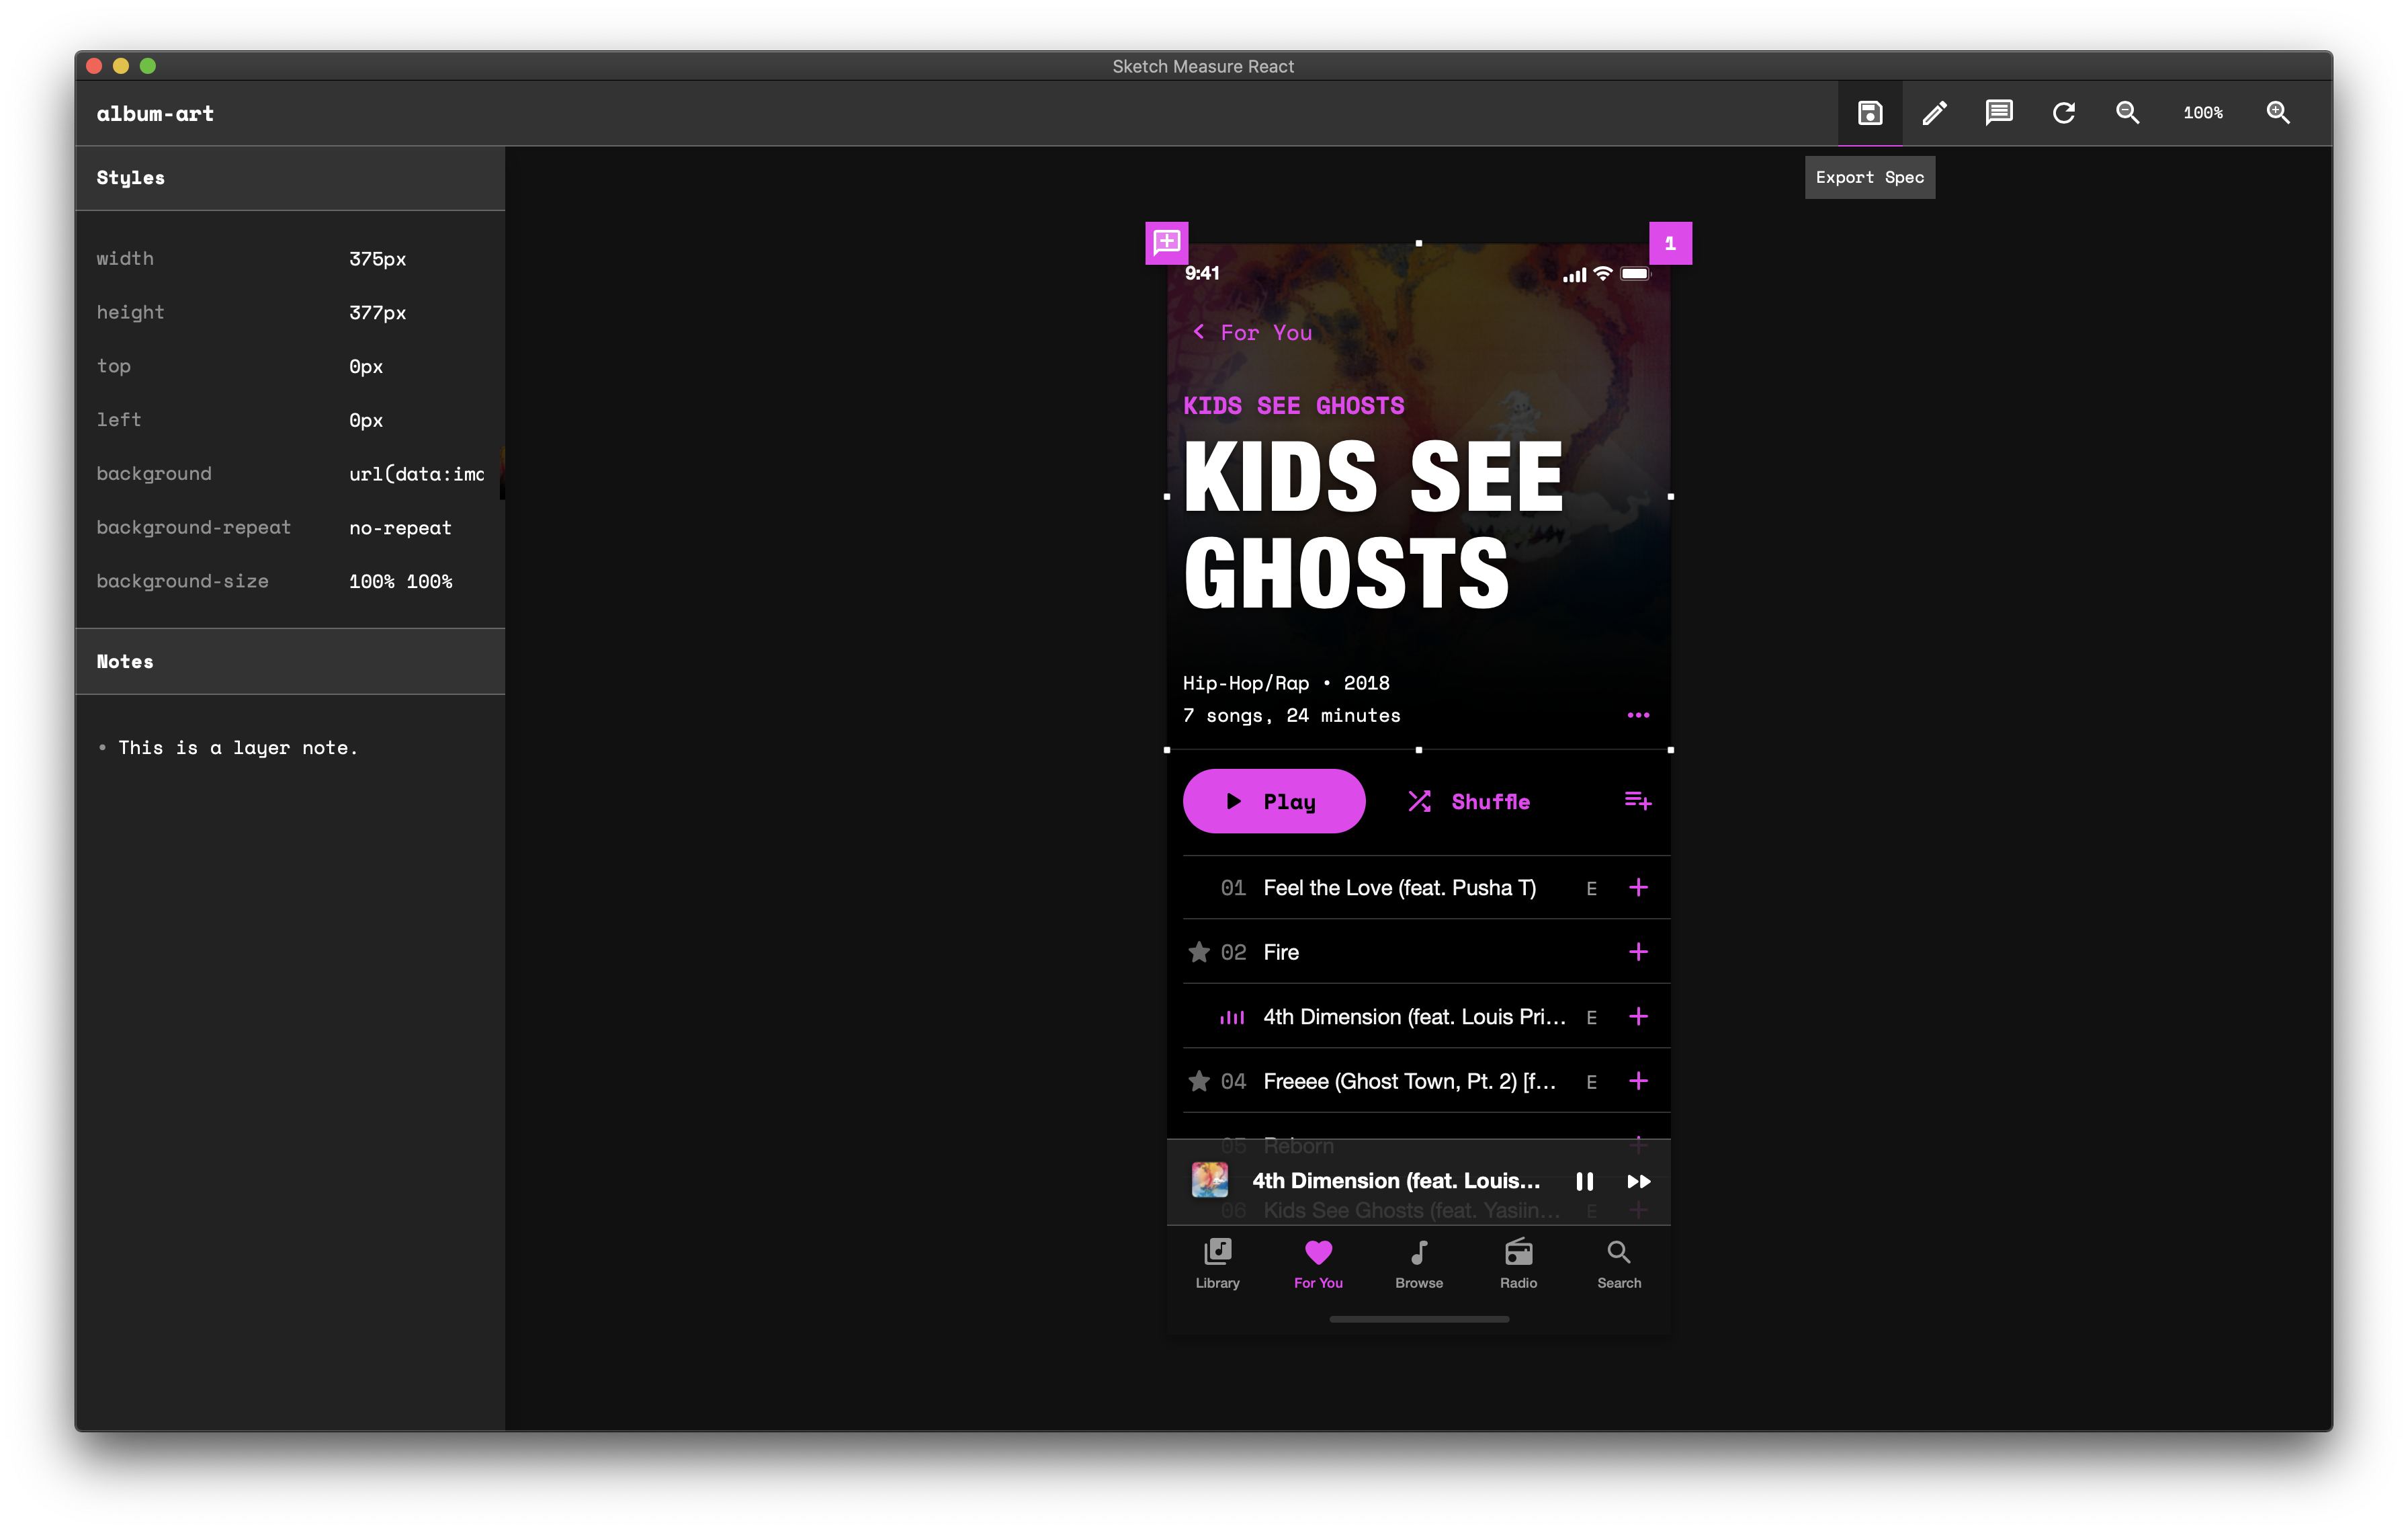 Sketch Measure React
album-art
100%
Export Spec
Styles
width 375px
height 377px
top 0px
left 0px
background url(data:ima
background-repeat no-repeat
background-size 100% 100%
Notes
• This is a layer note.
1
9:41
For You
KIDS SEE GHOSTS
KIDS SEE
GHOSTS
Hip-Hop/Rap • 2018
7 songs, 24 minutes
Play
Shuffle
01 Feel the Love (feat. Pusha T) E
02 Fire
4th Dimension (feat. Louis Pri... E
04 Freeee (Ghost Town, Pt. 2) [f... E
05 Reborn
4th Dimension (feat. Louis...
06 Kids See Ghosts (feat. Yasiin... E
Library
For You
Browse
Radio
Search